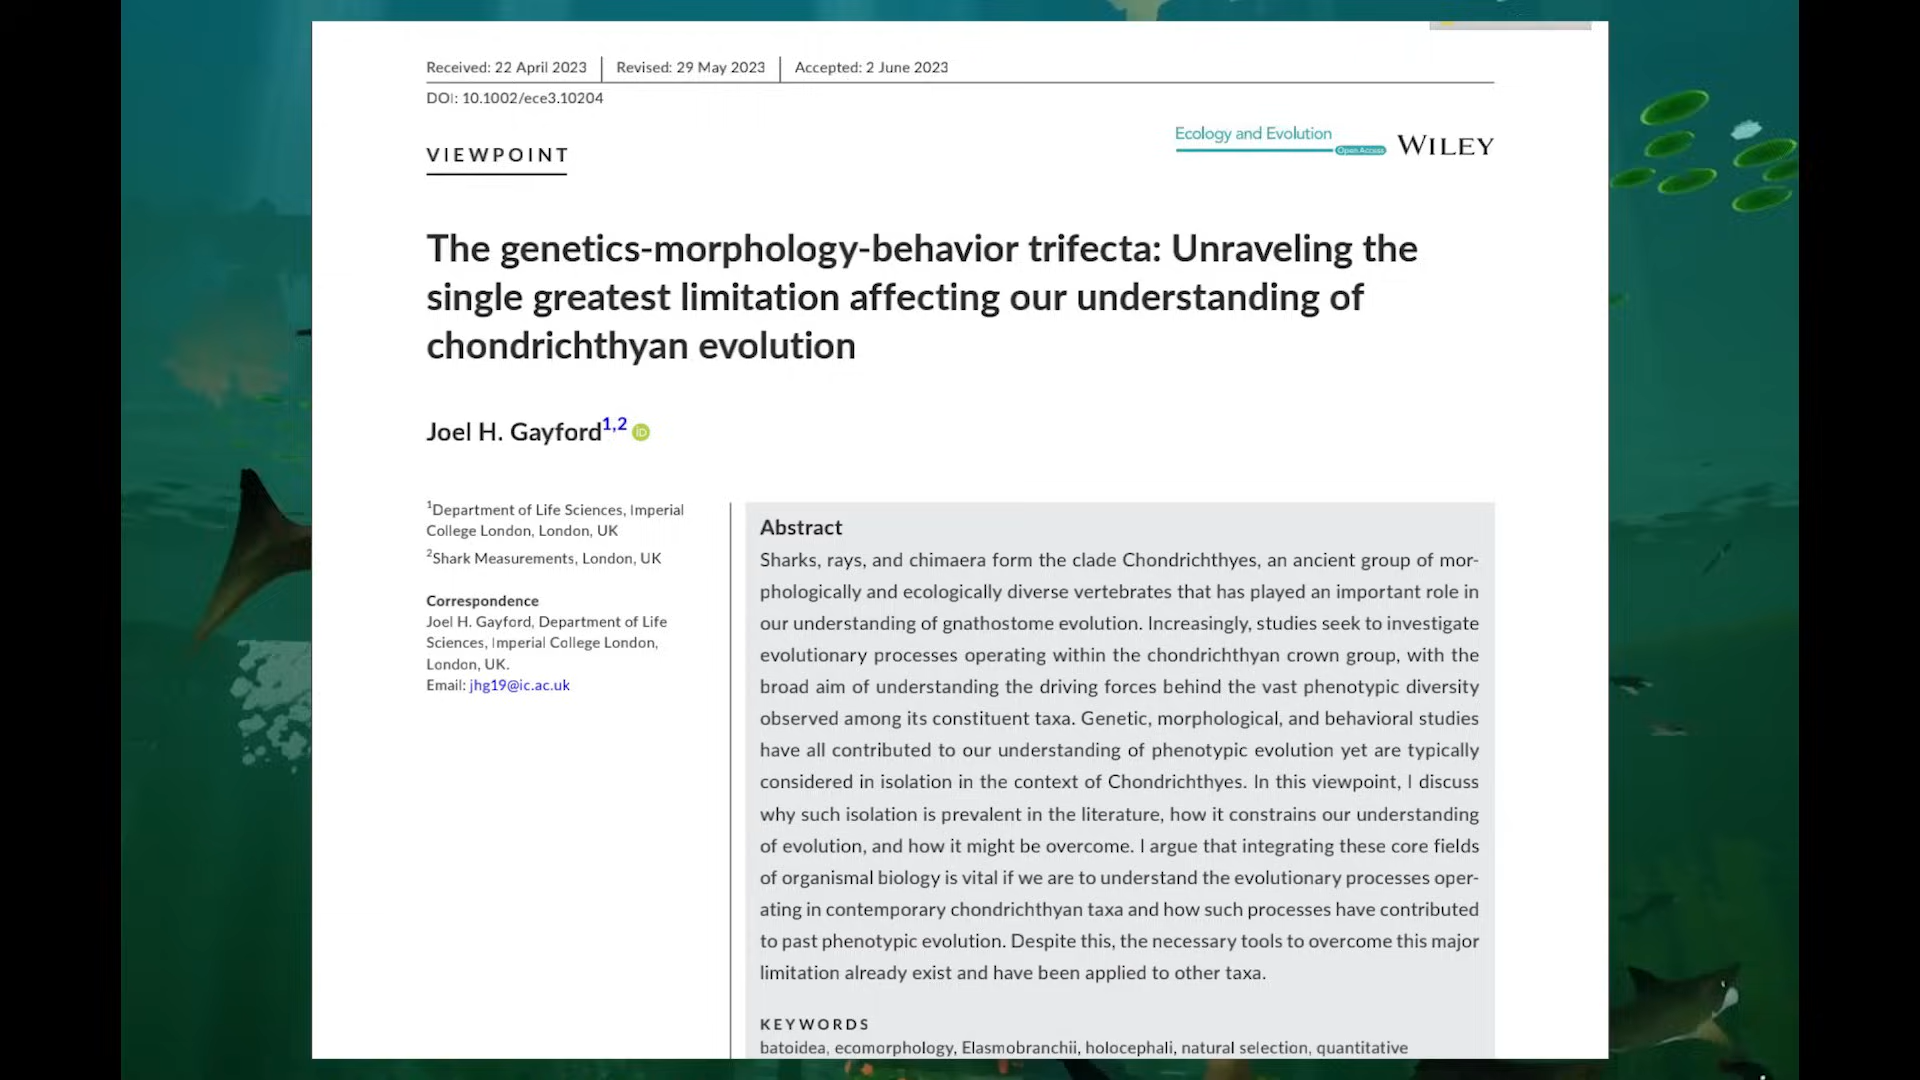 Received: 22 April 2023 | Revised: 29 May 2023 | Accepted: 2 June 2023
DOI: 10.1002/ece3.10204
Ecology and Evolution
Open Access
WILEY
VIEWPOINT
The genetics-morphology-behavior trifecta: Unraveling the
single greatest limitation affecting our understanding of
chondrichthyan evolution
Joel H. Gayford1,2 iD
1Department of Life Sciences, Imperial
College London, London, UK
2Shark Measurements, London, UK
Correspondence
Joel H. Gayford, Department of Life
Sciences, Imperial College London,
London, UK.
Email: jhg19@ic.ac.uk
Abstract
Sharks, rays, and chimaera form the clade Chondrichthyes, an ancient group of mor-
phologically and ecologically diverse vertebrates that has played an important role in
our understanding of gnathostome evolution. Increasingly, studies seek to investigate
evolutionary processes operating within the chondrichthyan crown group, with the
broad aim of understanding the driving forces behind the vast phenotypic diversity
observed among its constituent taxa. Genetic, morphological, and behavioral studies
have all contributed to our understanding of phenotypic evolution yet are typically
considered in isolation in the context of Chondrichthyes. In this viewpoint, I discuss
why such isolation is prevalent in the literature, how it constrains our understanding
of evolution, and how it might be overcome. I argue that integrating these core fields
of organismal biology is vital if we are to understand the evolutionary processes oper-
ating in contemporary chondrichthyan taxa and how such processes have contributed
to past phenotypic evolution. Despite this, the necessary tools to overcome this major
limitation already exist and have been applied to other taxa.
KEYWORDS
batoidea, ecomorphology, Elasmobranchii, holocephali, natural selection, quantitative